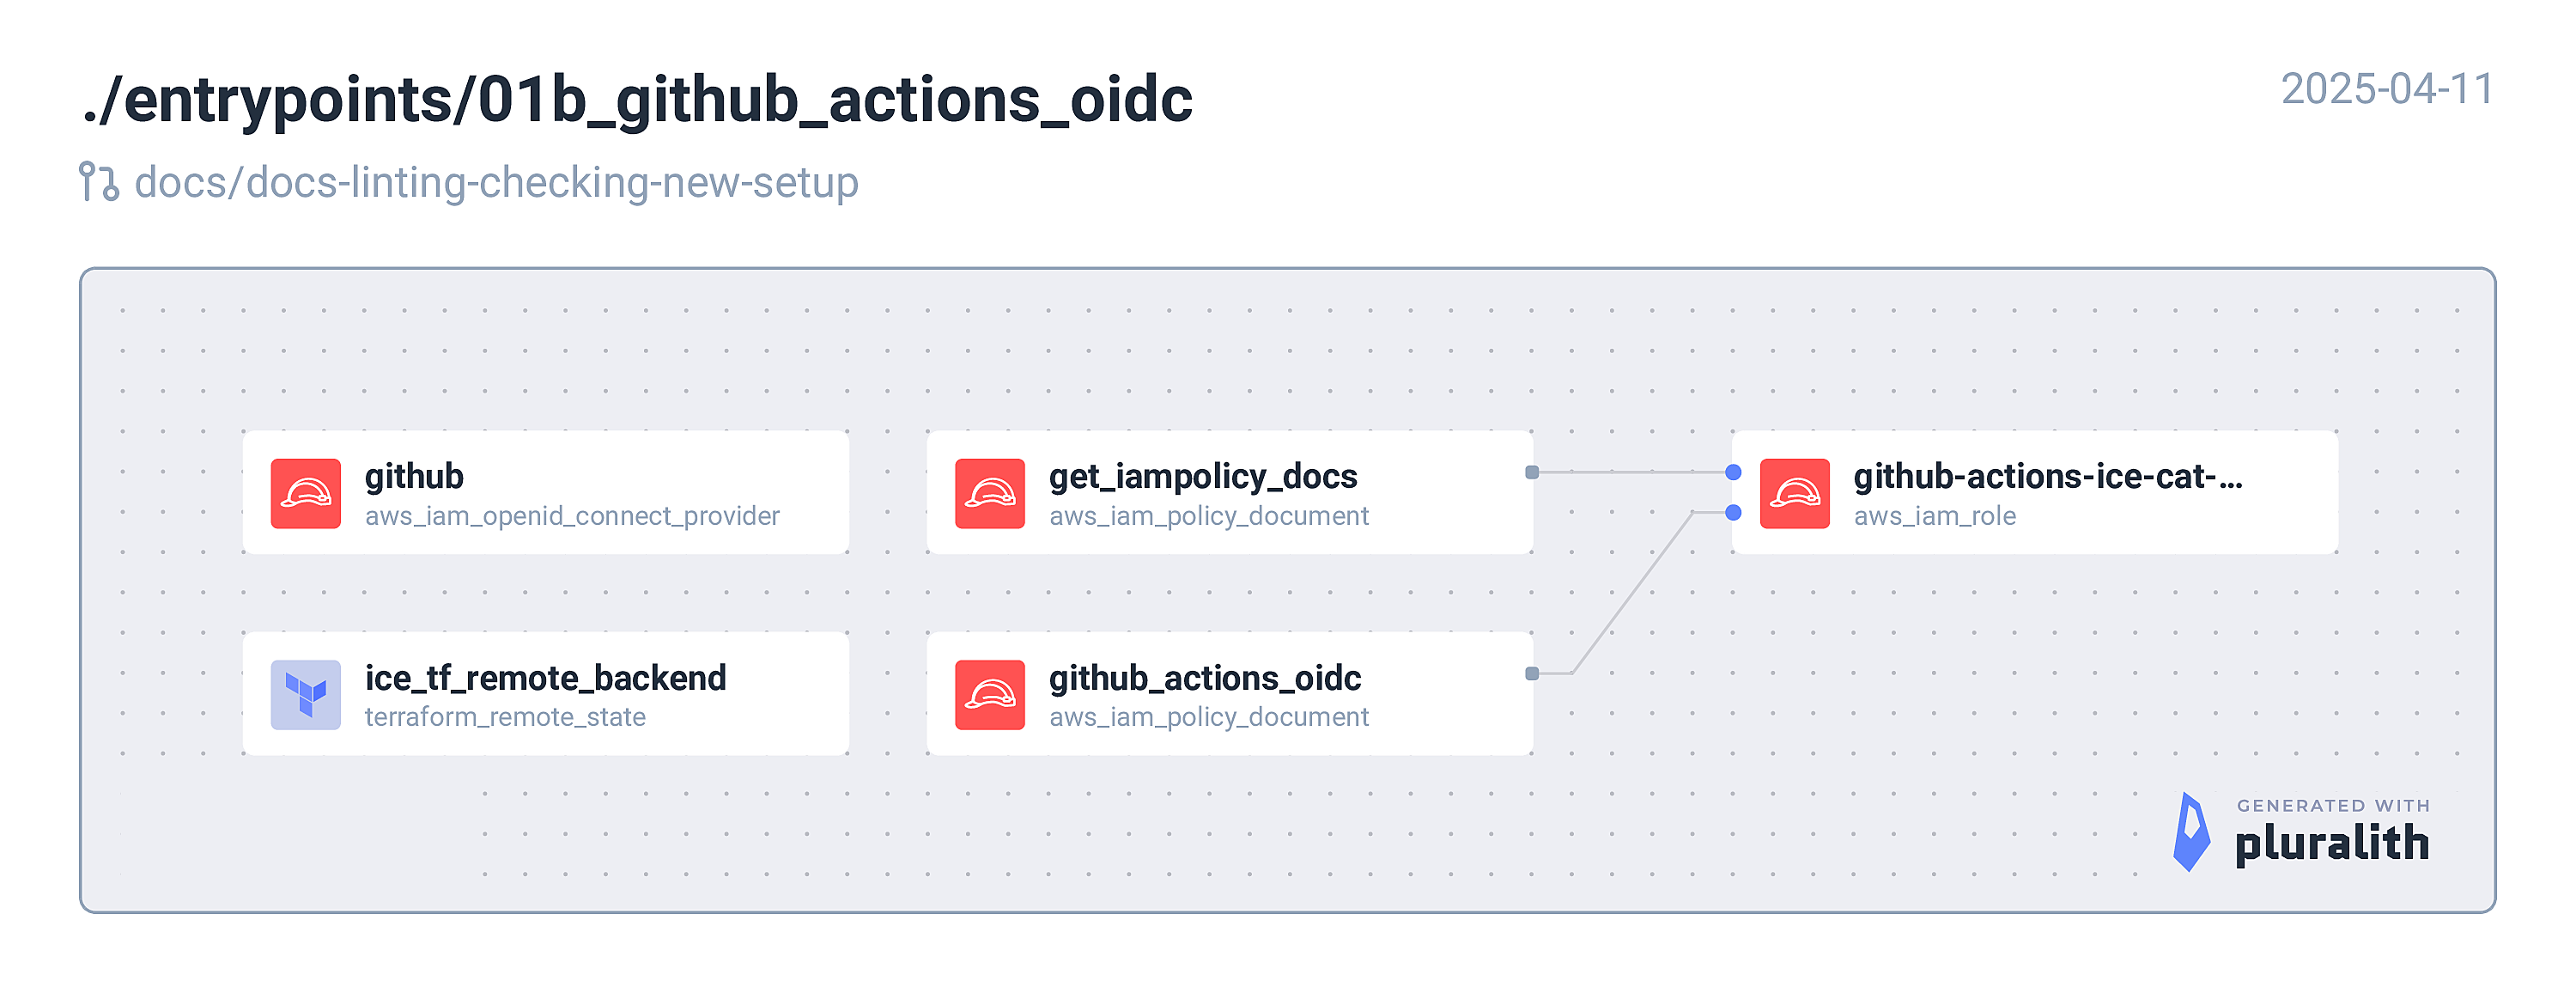 ./entrypoints/01b_github_actions_oidc
2025-04-11
docs/docs-linting-checking-new-setup
github
aws_iam_openid_connect_provider
get_iampolicy_docs
aws_iam_policy_document
github-actions-ice-cat-...
aws_iam_role
ice_tf_remote_backend
terraform_remote_state
github_actions_oidc
aws_iam_policy_document
GENERATED WITH
pluralith